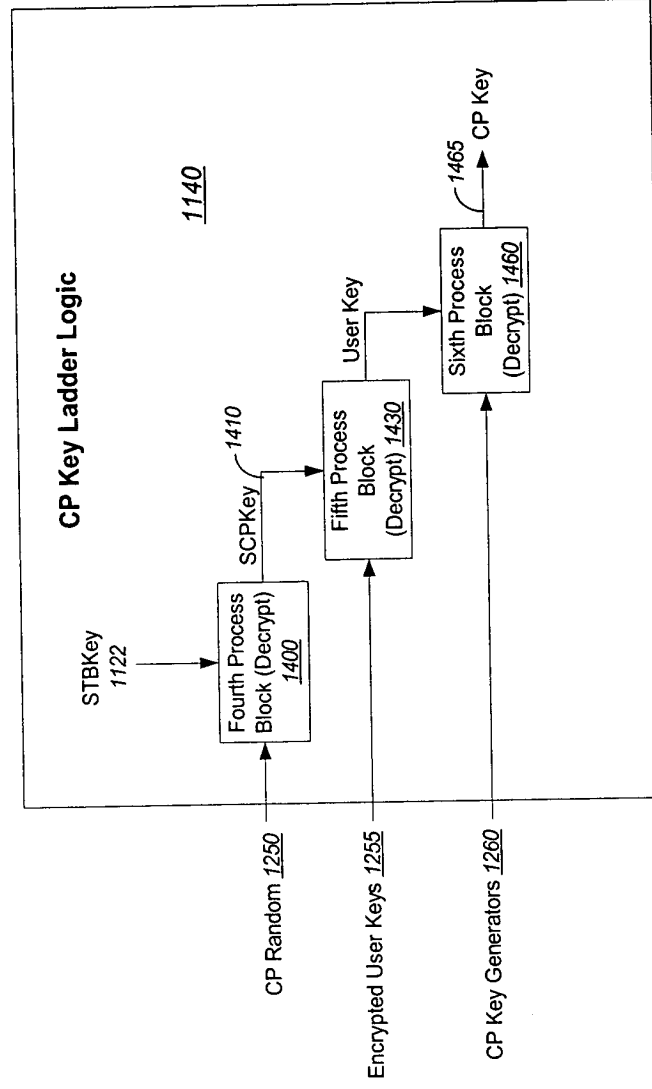 CP Key Ladder Logic
1140
STBKey
1122
Fourth Process
Block (Decrypt)
1400
SCPKey
1410
Fifth Process
Block
(Decrypt) 1430
User Key
Sixth Process
Block
(Decrypt) 1460
1465
CP Key
CP Random 1250
Encrypted User Keys 1255
CP Key Generators 1260